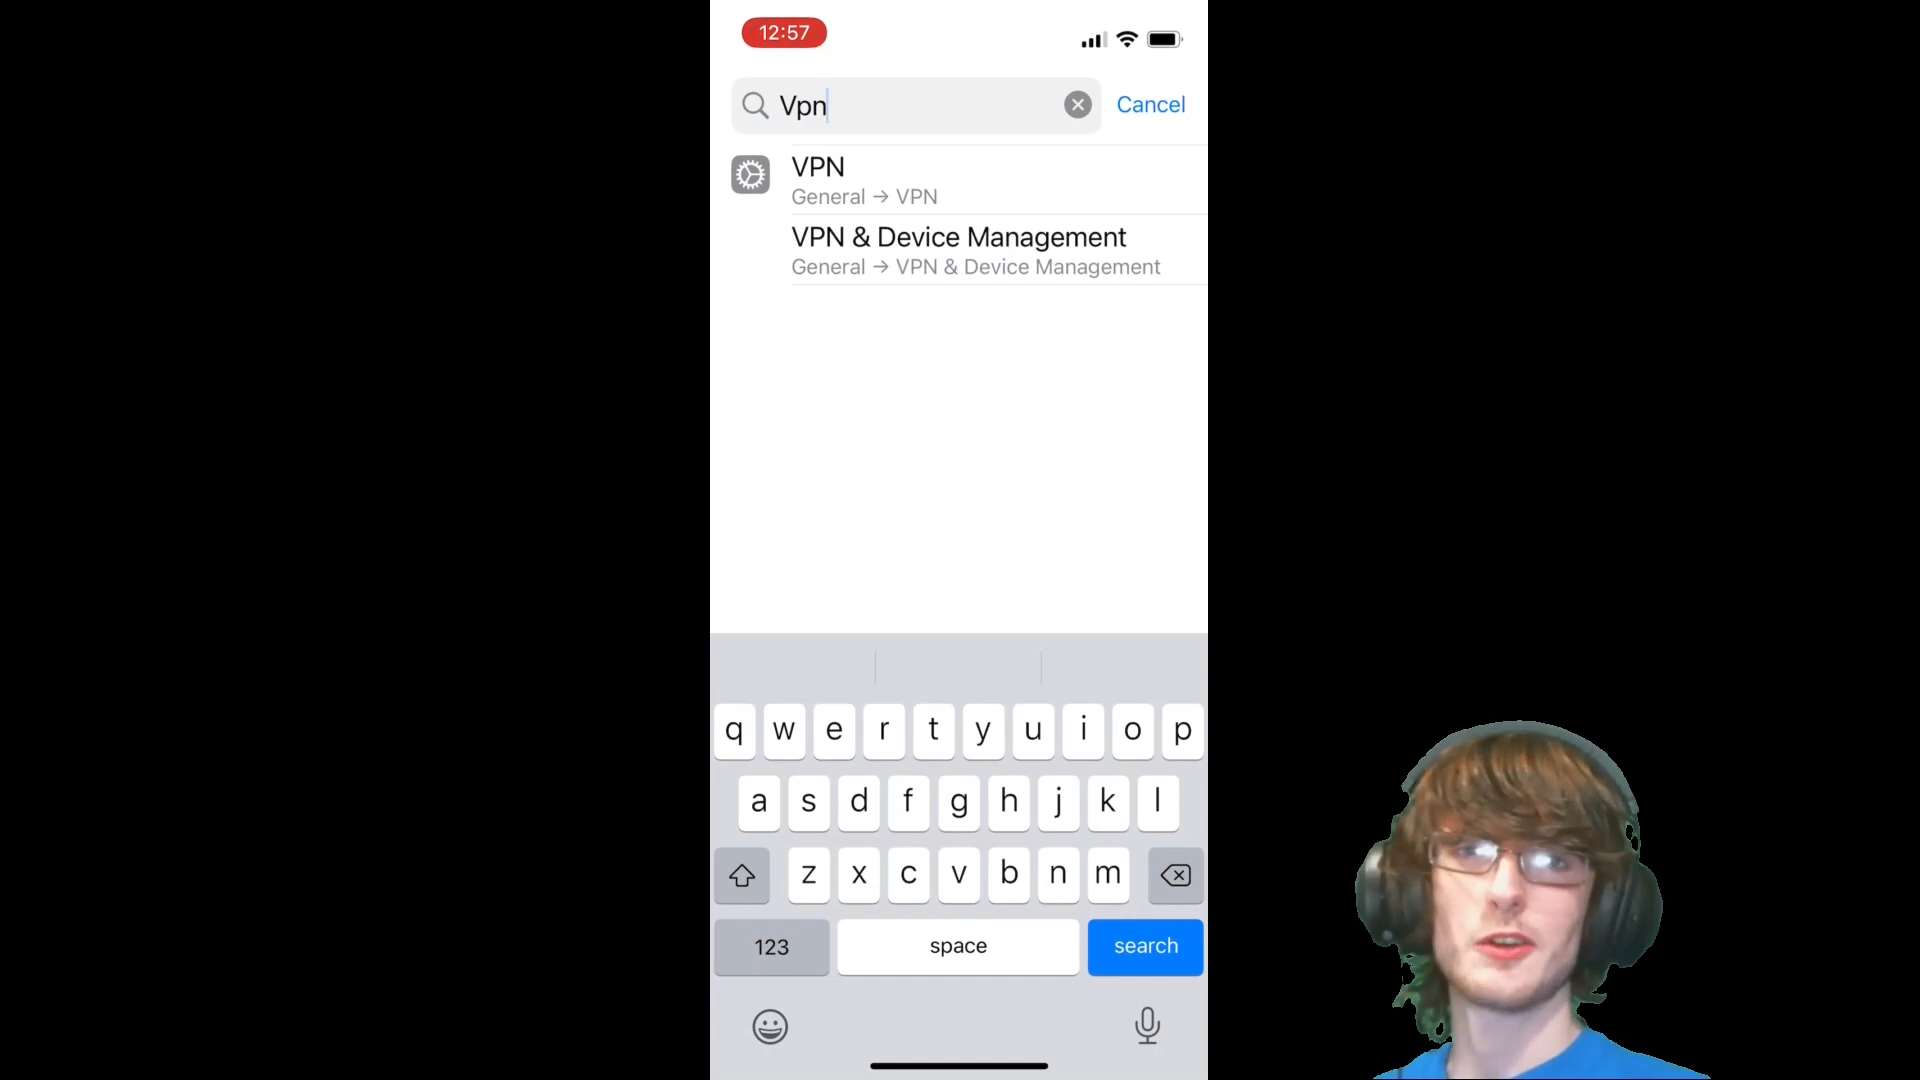 12:57
Vpn
Cancel
VPN
General → VPN
VPN & Device Management
General → VPN & Device Management
q w e r t y u i o p
a s d f g h j k l
z x c v b n m
123 space search